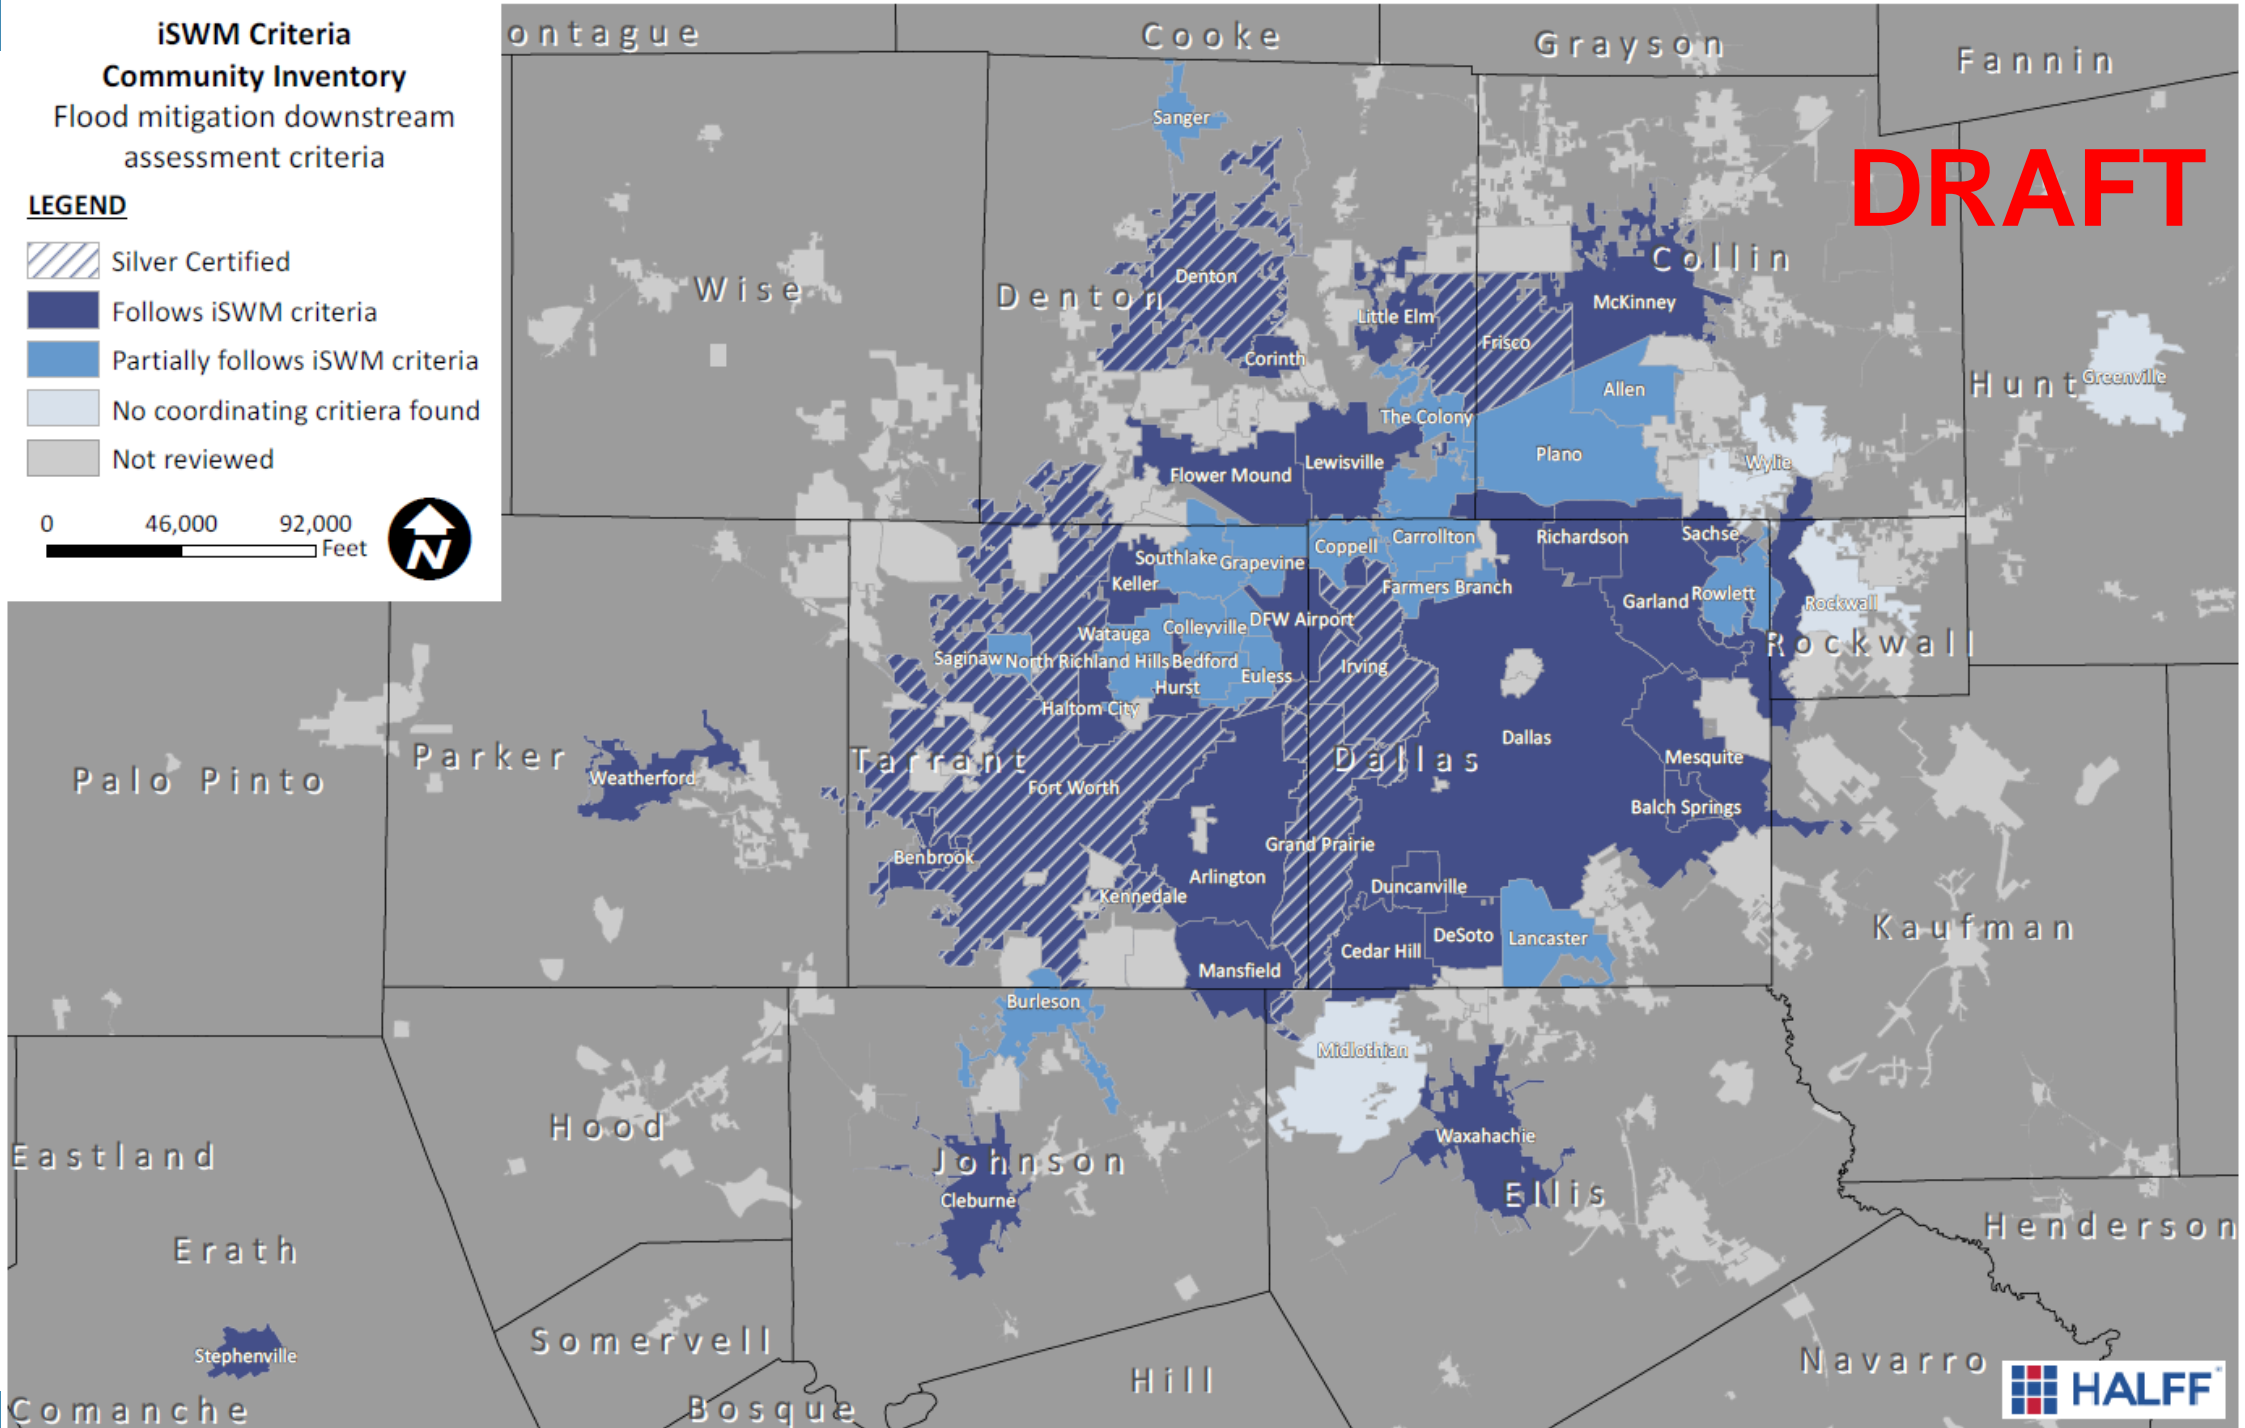 iSWM Criteria
Community Inventory
Flood mitigation downstream
assessment criteria
LEGEND
Silver Certified
Follows iSWM criteria
Partially follows iSWM criteria
No coordinating critiera found
Not reviewed
0 46,000 92,000
Feet
N
DRAFT
ontague
Cooke
Grayson
Fannin
Sanger
Collin
Denton
Wise
Denton
McKinney
Little Elm
Frisco
Corinth
Hunt
Greenville
Allen
The Colony
Plano
Lewisville
Wylie
Flower Mound
Sachse
Richardson
Carrollton
Coppell
Southlake
Grapevine
Keller
Farmers Branch
Rowlett
Garland
Rockwall
DFW Airport
Colleyville
Watauga
Rockwall
Saginaw
North Richland Hills
Bedford
Irving
Euless
Hurst
Haltom City
Dallas
Parker
Tarrant
Dallas
Mesquite
Palo Pinto
Weatherford
Fort Worth
Balch Springs
Grand Prairie
Benbrook
Arlington
Duncanville
Kennedale
Kaufman
DeSoto
Lancaster
Cedar Hill
Mansfield
Burleson
Midlothian
Hood
Waxahachie
Eastland
Johnson
Ellis
Cleburne
Henderson
Erath
Somervell
Stephenville
Navarro
Hill
HALFF
Comanche
Bosque